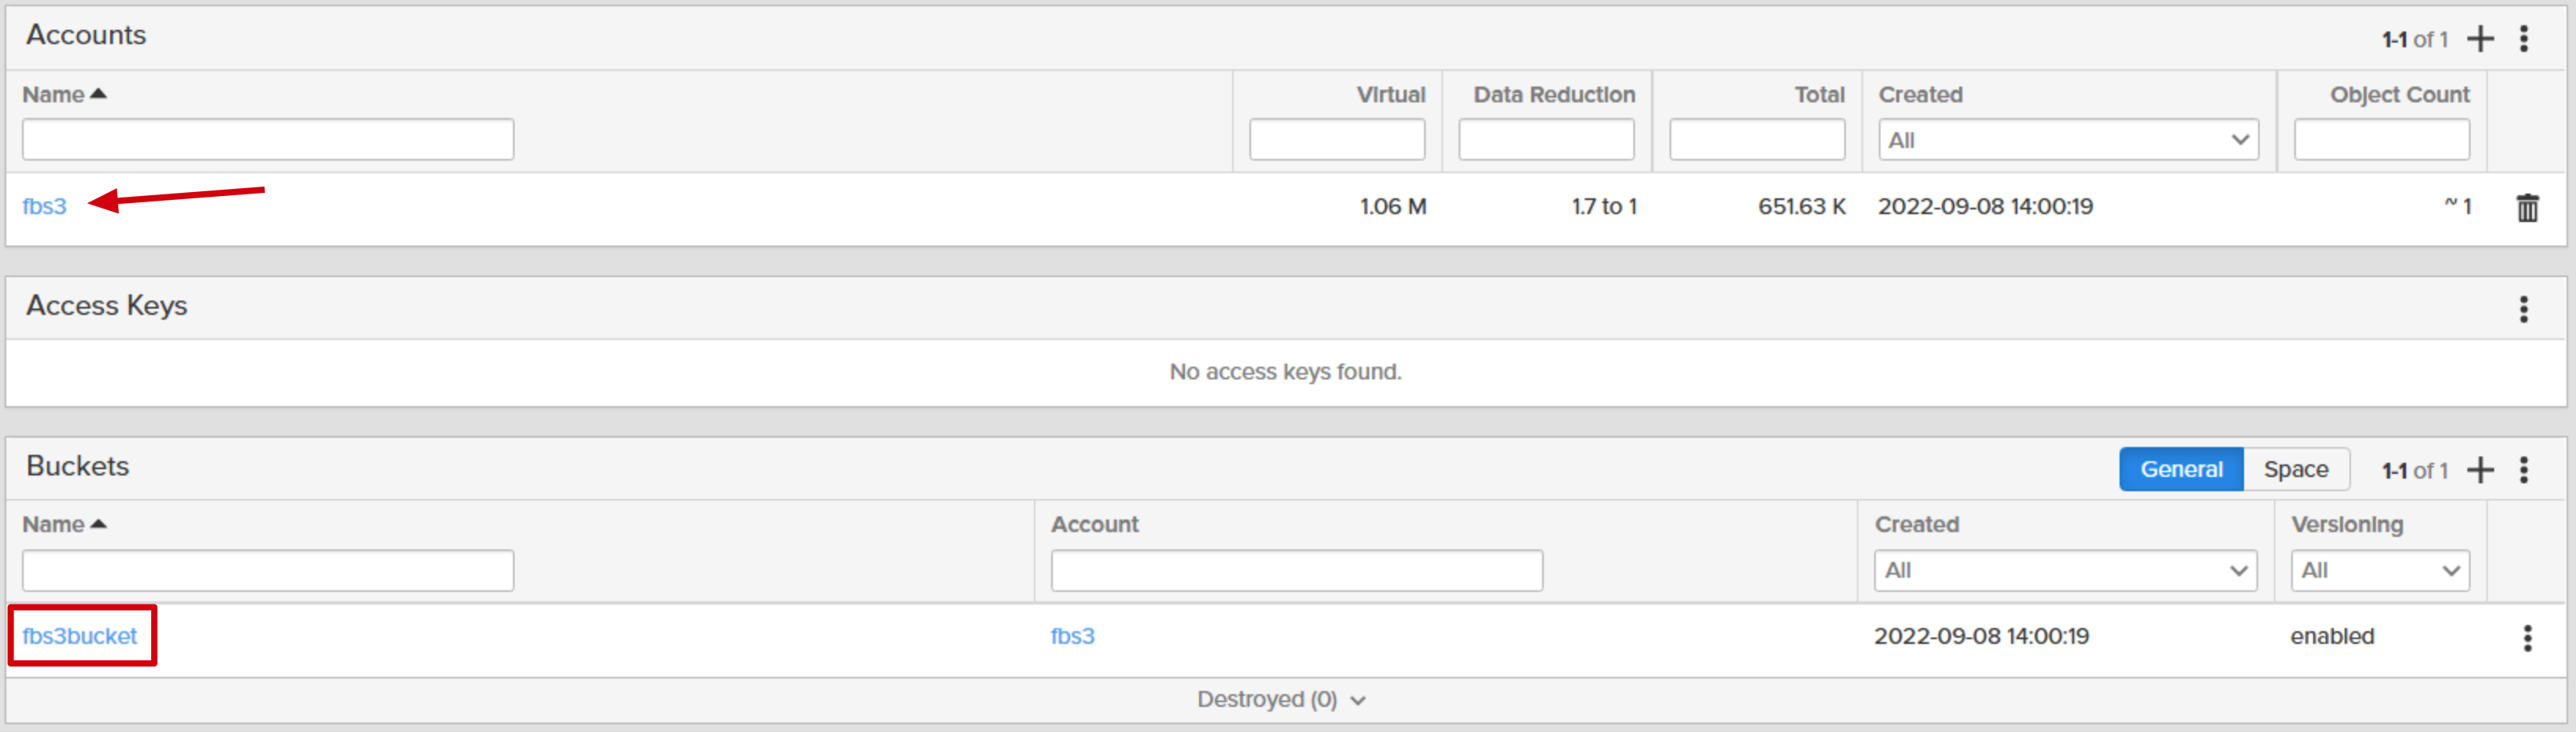 Accounts
1-1 of 1
Name Virtual Data Reduction Total Created Object Count
All
fbs3 1.06 M 1.7 to 1 651.63 K 2022-09-08 14:00:19 ~ 1
Access Keys
No access keys found.
Buckets
General Space 1-1 of 1
Name Account Created Versioning
All All
fbs3bucket fbs3 2022-09-08 14:00:19 enabled
Destroyed (0)